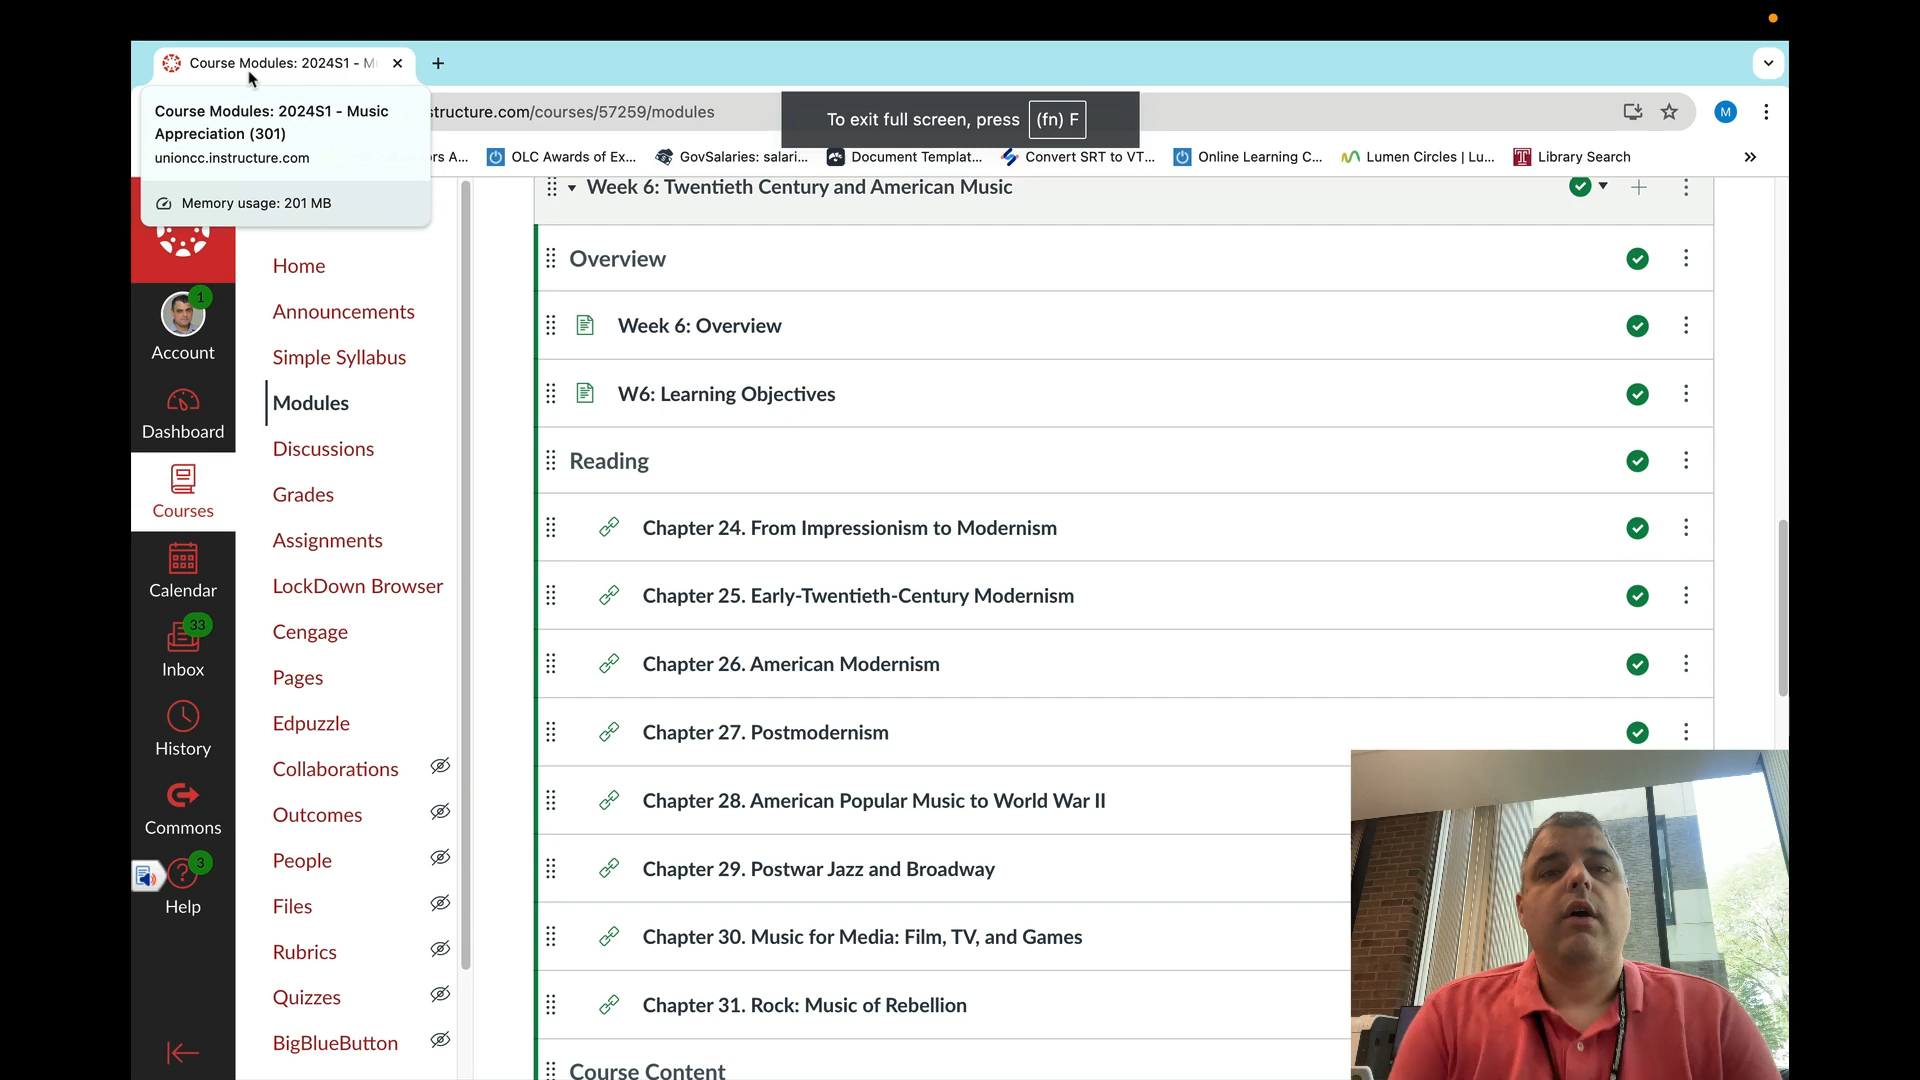 Course Modules: 2024S1 - Mu
Course Modules: 2024S1 - Music
Appreciation (301)
unioncc.instructure.com
Memory usage: 201 MB
structure.com/courses/57259/modules
To exit full screen, press (fn) F
M
rs A... OLC Awards of Ex... GovSalaries: salari... Document Templat... Convert SRT to VT... Online Learning C... Lumen Circles | Lu... Library Search
1
Account
Dashboard
Courses
Calendar
33
Inbox
History
Commons
3
Help
Home
Announcements
Simple Syllabus
Modules
Discussions
Grades
Assignments
LockDown Browser
Cengage
Pages
Edpuzzle
Collaborations
Outcomes
People
Files
Rubrics
Quizzes
BigBlueButton
Week 6: Twentieth Century and American Music
Overview
Week 6: Overview
W6: Learning Objectives
Reading
Chapter 24. From Impressionism to Modernism
Chapter 25. Early-Twentieth-Century Modernism
Chapter 26. American Modernism
Chapter 27. Postmodernism
Chapter 28. American Popular Music to World War II
Chapter 29. Postwar Jazz and Broadway
Chapter 30. Music for Media: Film, TV, and Games
Chapter 31. Rock: Music of Rebellion
Course Content